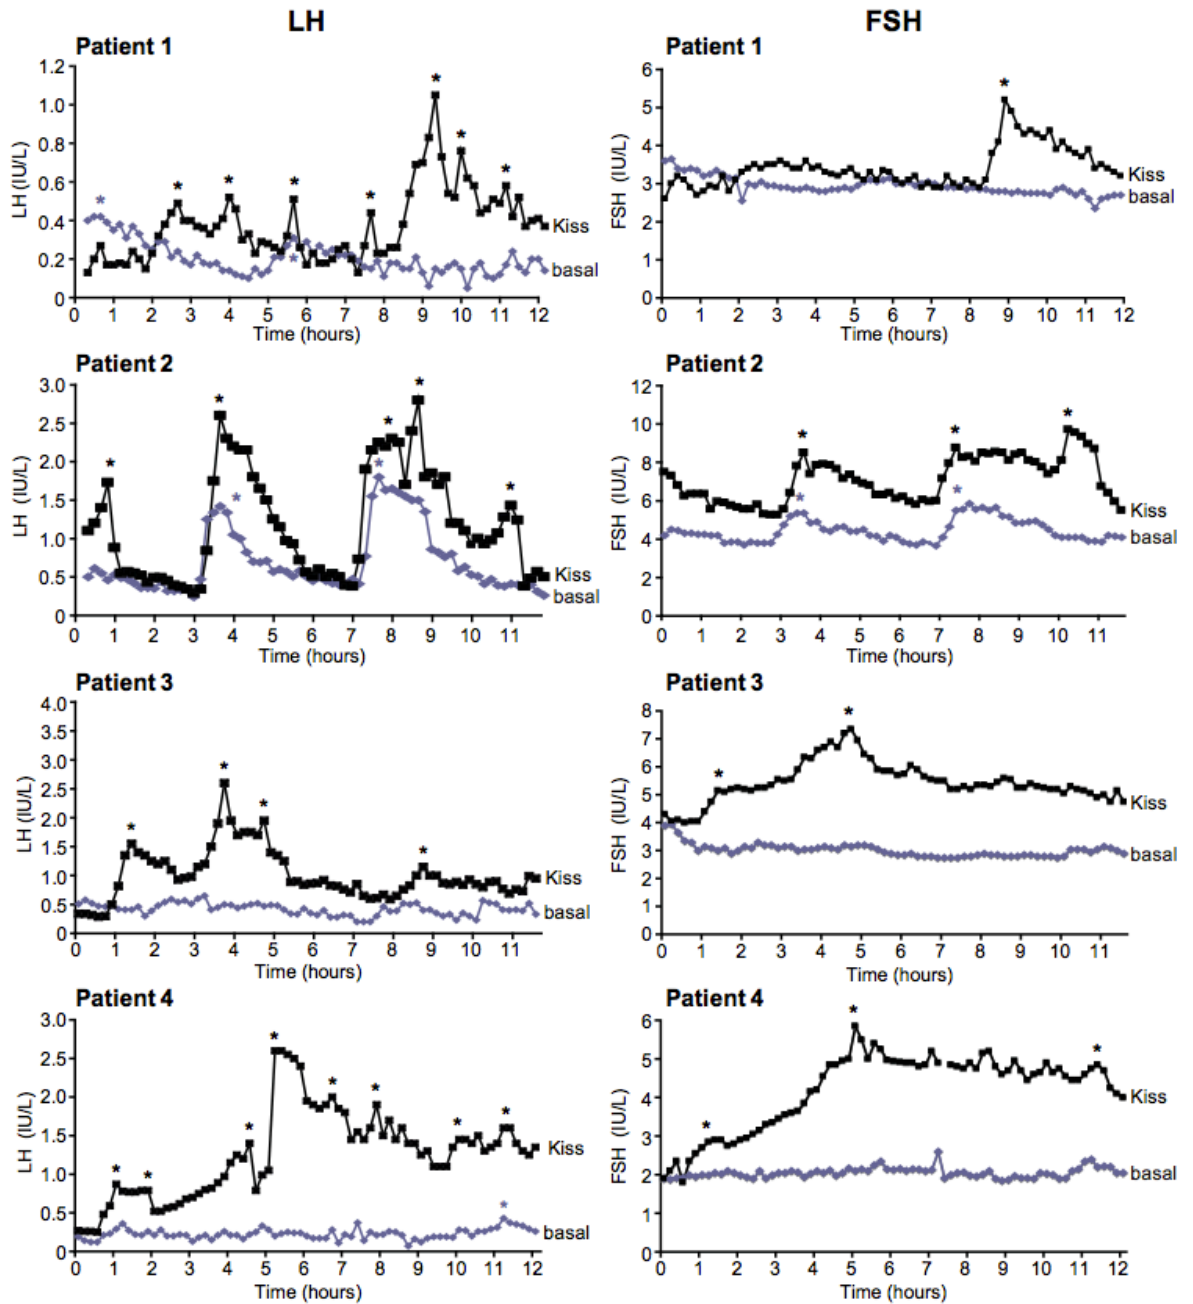 LH
FSH
Patient 1
Patient 1
1.2
1.0
0.8
0.6
0.4
0.2
0
LH (IU/L)
* * * * * * * * * *
Kiss
basal
0 1 2 3 4 5 6 7 8 9 10 11 12
Time (hours)
6
5
4
3
2
1
0
FSH (IU/L)
*
Kiss
basal
0 1 2 3 4 5 6 7 8 9 10 11 12
Time (hours)
Patient 2
Patient 2
3.0
2.5
2.0
1.5
1.0
0.5
0
LH (IU/L)
* * * * * * *
Kiss
basal
0 1 2 3 4 5 6 7 8 9 10 11
Time (hours)
12
10
8
6
4
2
0
FSH (IU/L)
* * * * *
Kiss
basal
0 1 2 3 4 5 6 7 8 9 10 11
Time (hours)
Patient 3
Patient 3
4.0
3.5
3.0
2.5
2.0
1.5
1.0
0.5
0
LH (IU/L)
* * * *
Kiss
basal
0 1 2 3 4 5 6 7 8 9 10 11
Time (hours)
8
7
6
5
4
3
2
1
0
FSH (IU/L)
* *
Kiss
basal
0 1 2 3 4 5 6 7 8 9 10 11
Time (hours)
Patient 4
Patient 4
3.0
2.5
2.0
1.5
1.0
0.5
0
LH (IU/L)
* * * * * * * * *
Kiss
basal
0 1 2 3 4 5 6 7 8 9 10 11 12
Time (hours)
6
5
4
3
2
1
0
FSH (IU/L)
* * *
Kiss
basal
0 1 2 3 4 5 6 7 8 9 10 11 12
Time (hours)